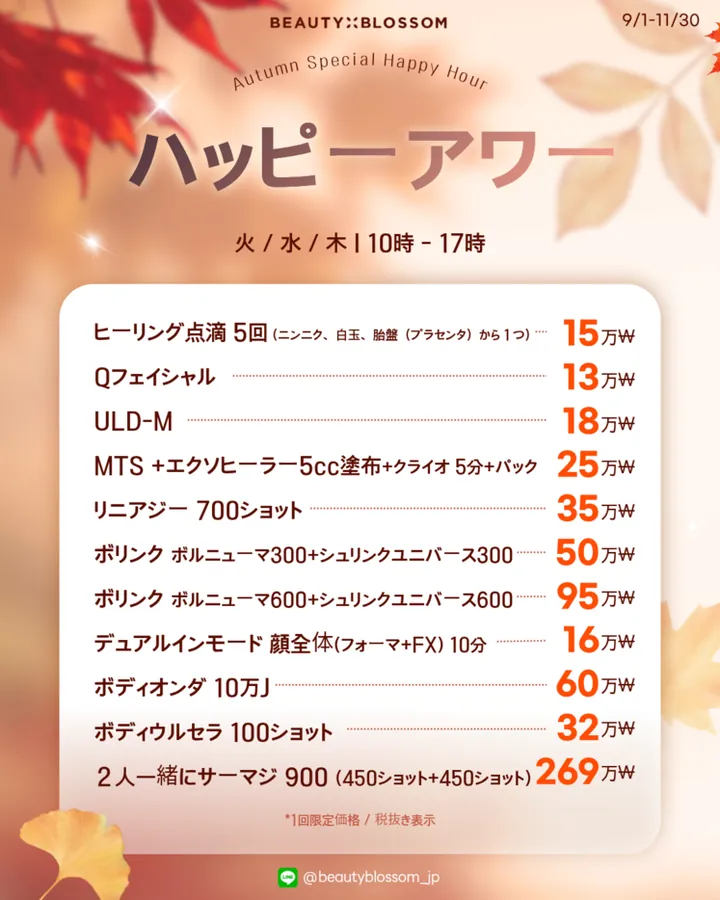 BEAUTY BLOSSOM
9/1-11/30
Autumn Special Happy Hour
ハッピーアワー
火 / 水 / 木 | 10時 - 17時
ヒーリング点滴 5回 (ニンニク、白玉、胎盤（プラセンタ）から1つ) 15万₩
Qフェイシャル 13万₩
ULD-M 18万₩
MTS +エクソヒーラー5cc塗布+クライオ 5分+パック 25万₩
リニアジー 700ショット 35万₩
ボリンク ボルニューマ300+シュリンクユニバース300 50万₩
ボリンク ボルニューマ600+シュリンクユニバース600 95万₩
デュアルインモード 顔全体(フォーマ+FX) 10分 16万₩
ボディオンダ 10万J 60万₩
ボディウルセラ 100ショット 32万₩
２人一緒にサーマジ 900 (450ショット+450ショット) 269万₩
*1回限定価格 / 税抜き表示
LINE @beautyblossom_jp